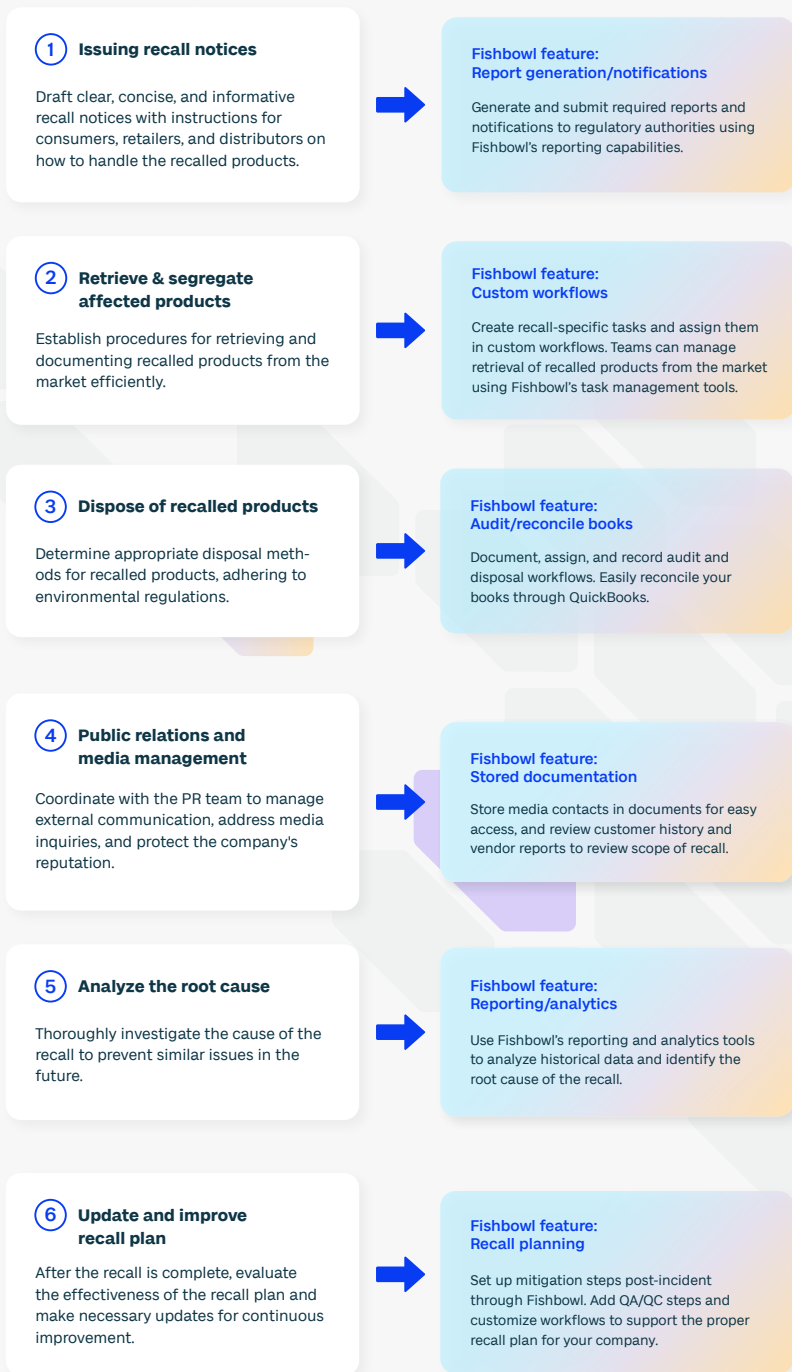 1 Issuing recall notices
Draft clear, concise, and informative
recall notices with instructions for
consumers, retailers, and distributors on
how to handle the recalled products.
Fishbowl feature:
Report generation/notifications
Generate and submit required reports and
notifications to regulatory authorities using
Fishbowl's reporting capabilities.
2 Retrieve & segregate
affected products
Establish procedures for retrieving and
documenting recalled products from the
market efficiently.
Fishbowl feature:
Custom workflows
Create recall-specific tasks and assign them
in custom workflows. Teams can manage
retrieval of recalled products from the market
using Fishbowl's task management tools.
3 Dispose of recalled products
Determine appropriate disposal meth-
ods for recalled products, adhering to
environmental regulations.
Fishbowl feature:
Audit/reconcile books
Document, assign, and record audit and
disposal workflows. Easily reconcile your
books through QuickBooks.
4 Public relations and
media management
Coordinate with the PR team to manage
external communication, address media
inquiries, and protect the company's
reputation.
Fishbowl feature:
Stored documentation
Store media contacts in documents for easy
access, and review customer history and
vendor reports to review scope of recall.
5 Analyze the root cause
Thoroughly investigate the cause of the
recall to prevent similar issues in the
future.
Fishbowl feature:
Reporting/analytics
Use Fishbowl's reporting and analytics tools
to analyze historical data and identify the
root cause of the recall.
6 Update and improve
recall plan
After the recall is complete, evaluate
the effectiveness of the recall plan and
make necessary updates for continuous
improvement.
Fishbowl feature:
Recall planning
Set up mitigation steps post-incident
through Fishbowl. Add QA/QC steps and
customize workflows to support the proper
recall plan for your company.